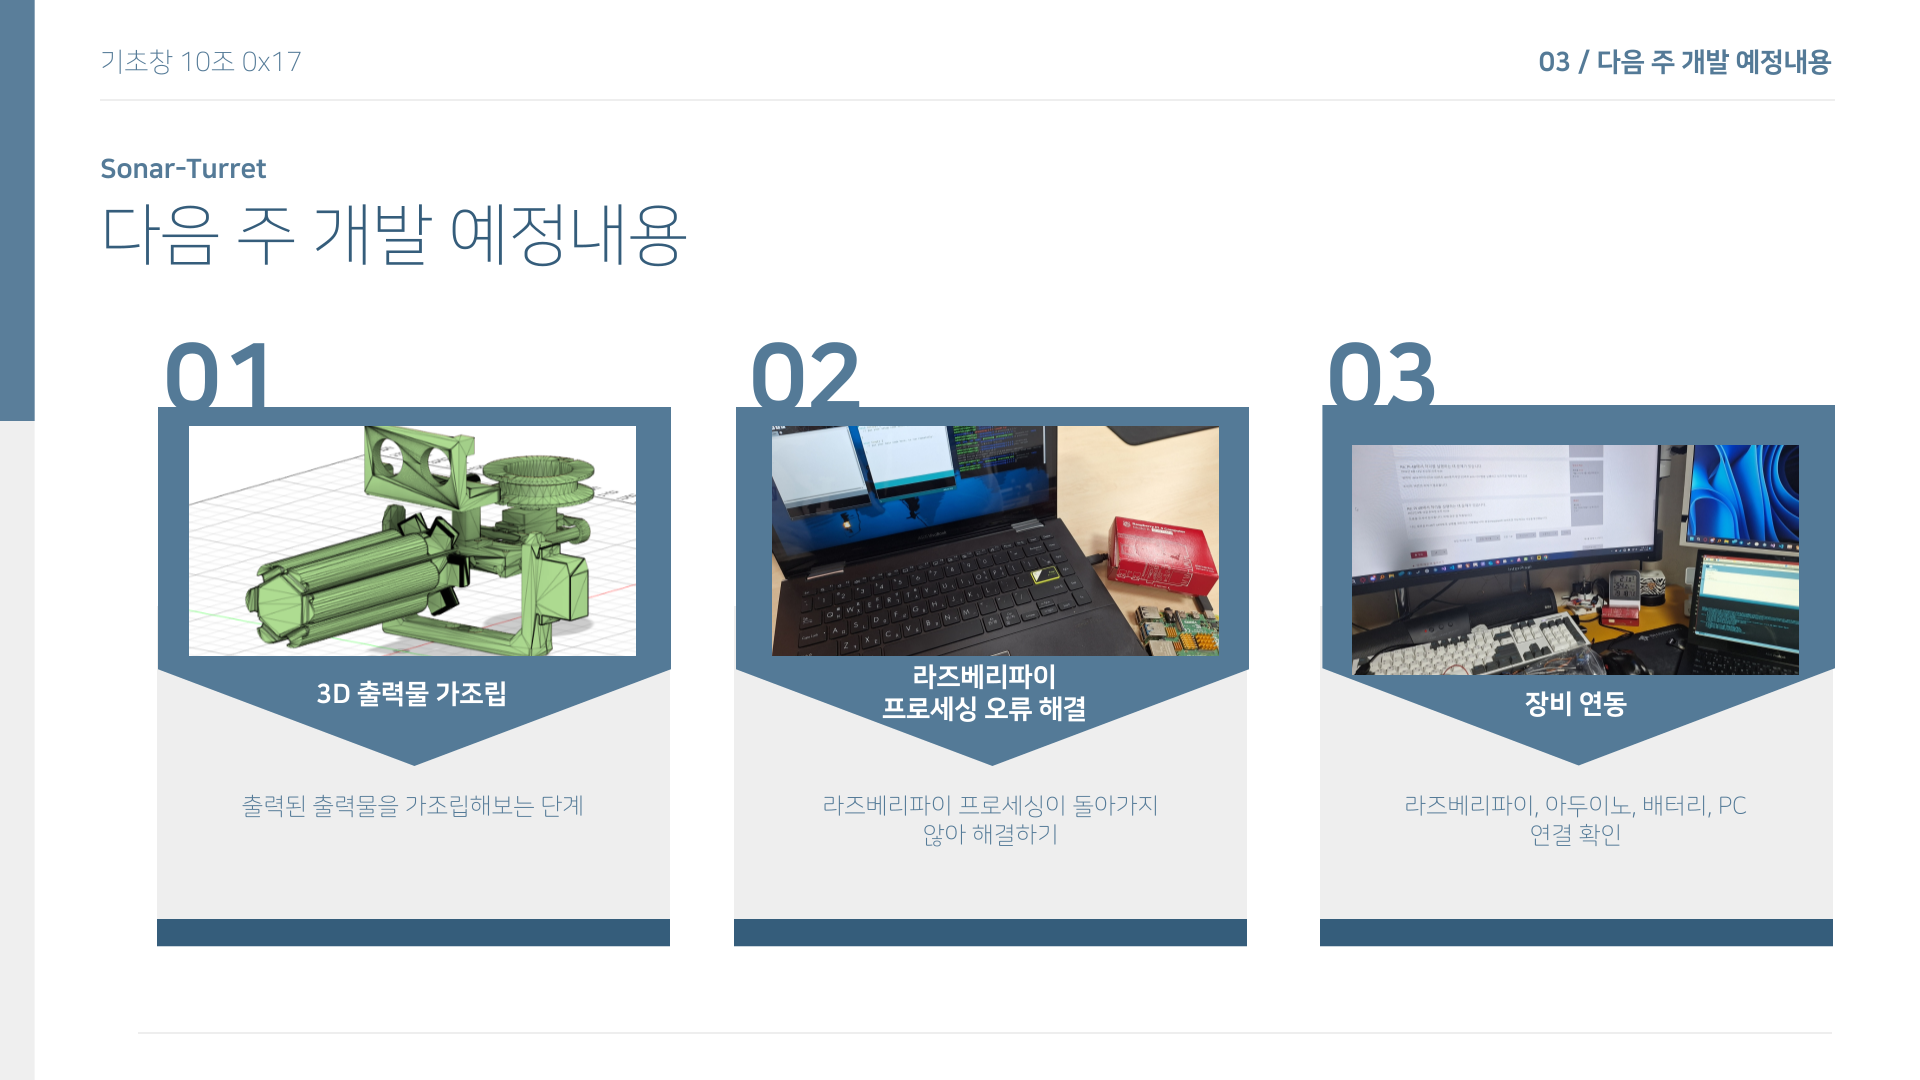 기초창 10조 0x17
03 / 다음 주 개발 예정내용
Sonar-Turret
다음 주 개발 예정내용
01
3D 출력물 가조립
출력된 출력물을 가조립해보는 단계
02
라즈베리파이
프로세싱 오류 해결
라즈베리파이 프로세싱이 돌아가지
않아 해결하기
03
장비 연동
라즈베리파이, 아두이노, 배터리, PC
연결 확인